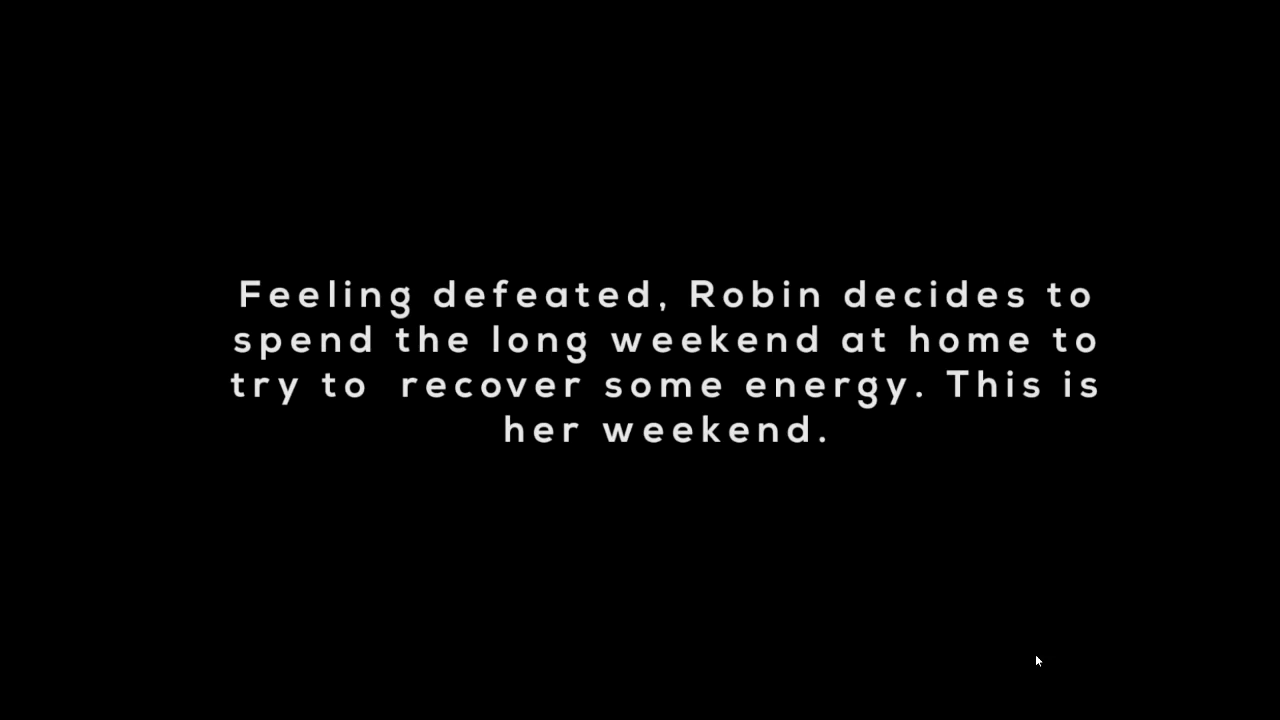 Feeling defeated, Robin decides to
spend the long weekend at home to
try to  recover some energy. This is
her weekend.